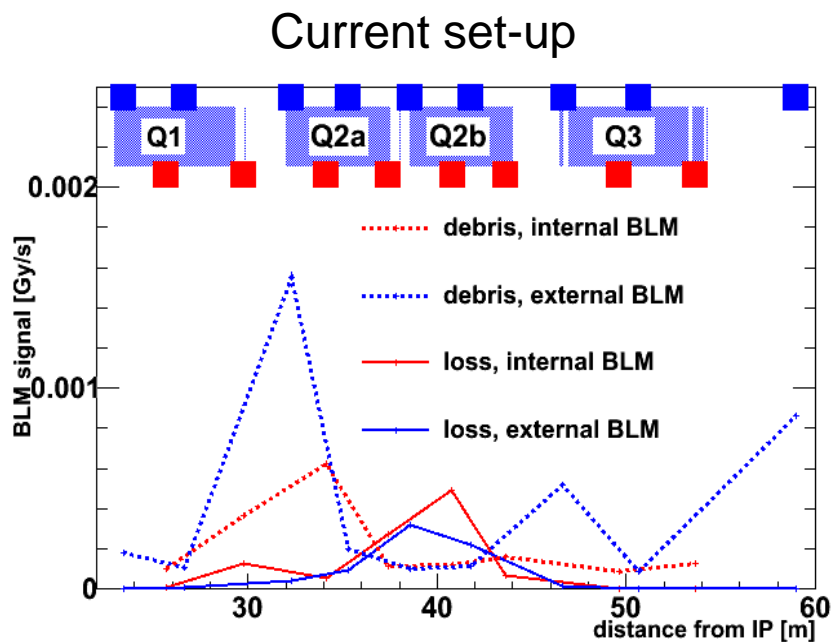 Current set-up
Q1 Q2a Q2b Q3
0.002
debris, internal BLM
debris, external BLM
BLM signal [Gy/s]
0.001
loss, internal BLM
loss, external BLM
0
30 40 50 60
distance from IP [m]